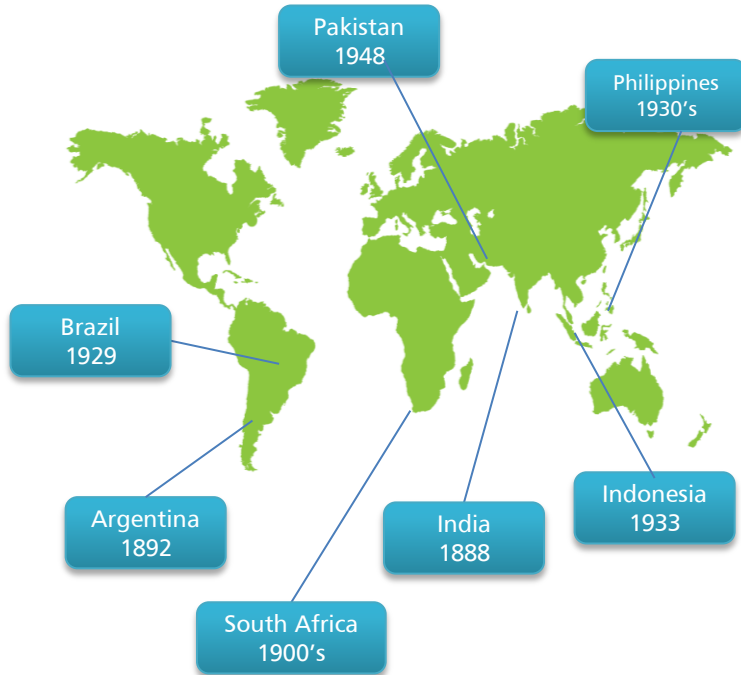 Pakistan
1948
Philippines
1930's
Brazil
1929
Argentina
1892
India
1888
Indonesia
1933
South Africa
1900's